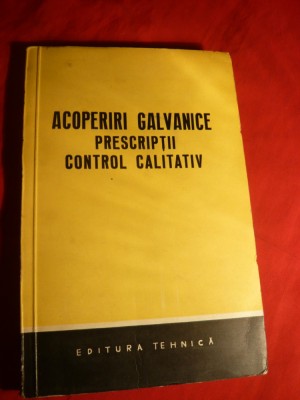 ACOPERIRI GALVANICE
PRESCRIPȚII
CONTROL CALITATIV
EDITURA TEHNICĂ